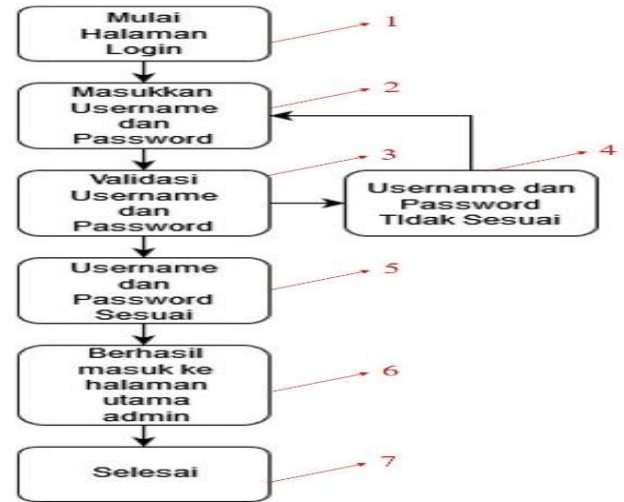 Mulai
Halaman
Login
1
Masukkan
Username
dan
Password
2
Validasi
Username
dan
Password
3
Username dan
Password
TIdak Sesuai
4
Username
dan
Password
Sesuai
5
Berhasil
masuk ke
halaman
utama
admin
6
Selesai
7